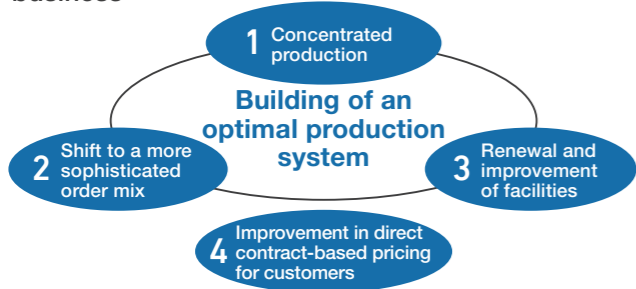 business
1 Concentrated
production
Building of an
optimal production
system
2 Shift to a more
sophisticated
order mix
3 Renewal and
improvement
of facilities
4 Improvement in direct
contract-based pricing
for customers